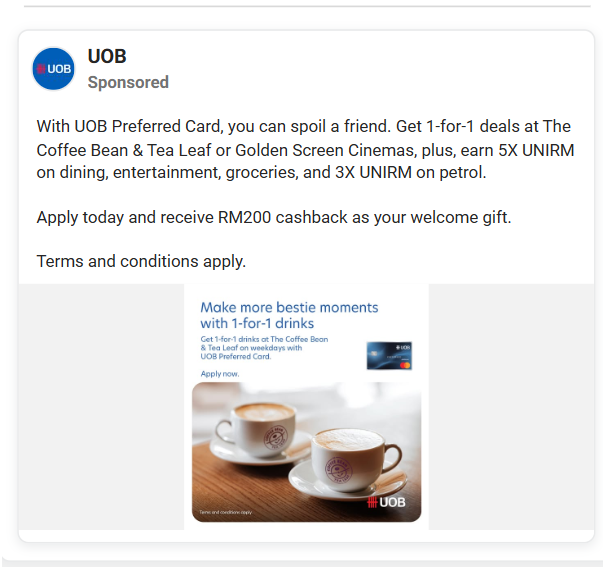 UOB
UOB
Sponsored
With UOB Preferred Card, you can spoil a friend. Get 1-for-1 deals at The
Coffee Bean & Tea Leaf or Golden Screen Cinemas, plus, earn 5X UNIRM
on dining, entertainment, groceries, and 3X UNIRM on petrol.
Apply today and receive RM200 cashback as your welcome gift.
Terms and conditions apply.
Make more bestie moments
with 1-for-1 drinks
Get 1-for-1 drinks at The Coffee Bean
& Tea Leaf on weekdays with
UOB Preferred Card.
UOB
Apply now.
UOB
Terms and conditions apply.